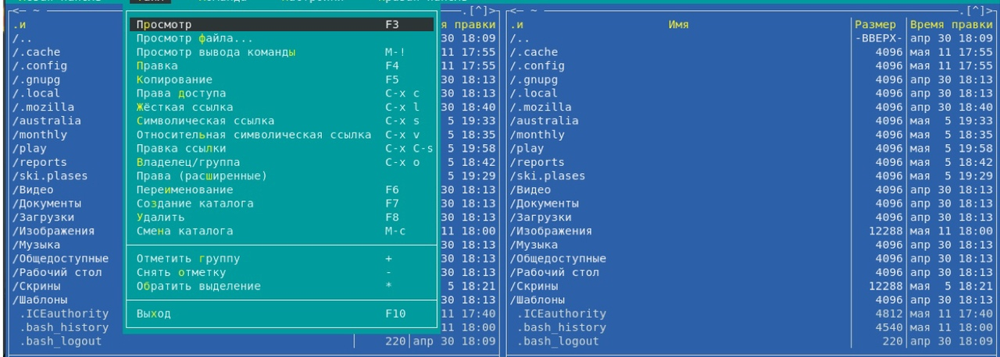 Левая панель Файл Команда Настройки Правая панель
<— ~ .[^]> <— ~ .[^]>
.и я правки .и Имя Размер Время правки
/.. Просмотр F3 30 18:09 /.. -ВВЕРХ- апр 30 18:09
/.cache Просмотр файла... 11 17:55 /.cache 4096 мая 11 17:55
/.config Просмотр вывода команды M-! 11 17:55 /.config 4096 мая 11 17:55
/.gnupg Правка F4 30 18:13 /.gnupg 4096 апр 30 18:13
/.local Копирование F5 30 18:13 /.local 4096 апр 30 18:13
/.mozilla Права доступа C-x c 30 18:40 /.mozilla 4096 апр 30 18:40
/australia Жёсткая ссылка C-x l 5 19:33 /australia 4096 мая 5 19:33
/monthly Символическая ссылка C-x s 5 18:35 /monthly 4096 мая 5 18:35
/play Относительная символическая ссылка C-x v 5 19:58 /play 4096 мая 5 19:58
/reports Правка ссылки C-x C-s 5 18:42 /reports 4096 мая 5 18:42
/ski.plases Владелец/группа C-x o 5 19:29 /ski.plases 4096 мая 5 19:29
/Видео Права (расширенные) 30 18:13 /Видео 4096 апр 30 18:13
/Документы Переименование F6 30 18:13 /Документы 4096 апр 30 18:13
/Загрузки Создание каталога F7 30 18:13 /Загрузки 4096 апр 30 18:13
/Изображения Удалить F8 11 18:00 /Изображения 12288 мая 11 18:00
/Музыка Смена каталога M-c 30 18:13 /Музыка 4096 апр 30 18:13
/Общедоступные Отметить группу + 30 18:13 /Общедоступные 4096 апр 30 18:13
/Рабочий стол Снять отметку - 30 18:13 /Рабочий стол 4096 апр 30 18:13
/Скрины Обратить выделение * 5 18:21 /Скрины 12288 мая 5 18:21
/Шаблоны 30 18:13 /Шаблоны 4096 апр 30 18:13
.ICEauthority Выход F10 11 17:40 .ICEauthority 4812 мая 11 17:40
.bash_history 11 18:00 .bash_history 4540 мая 11 18:00
.bash_logout 220 апр 30 18:09 .bash_logout 220 апр 30 18:09